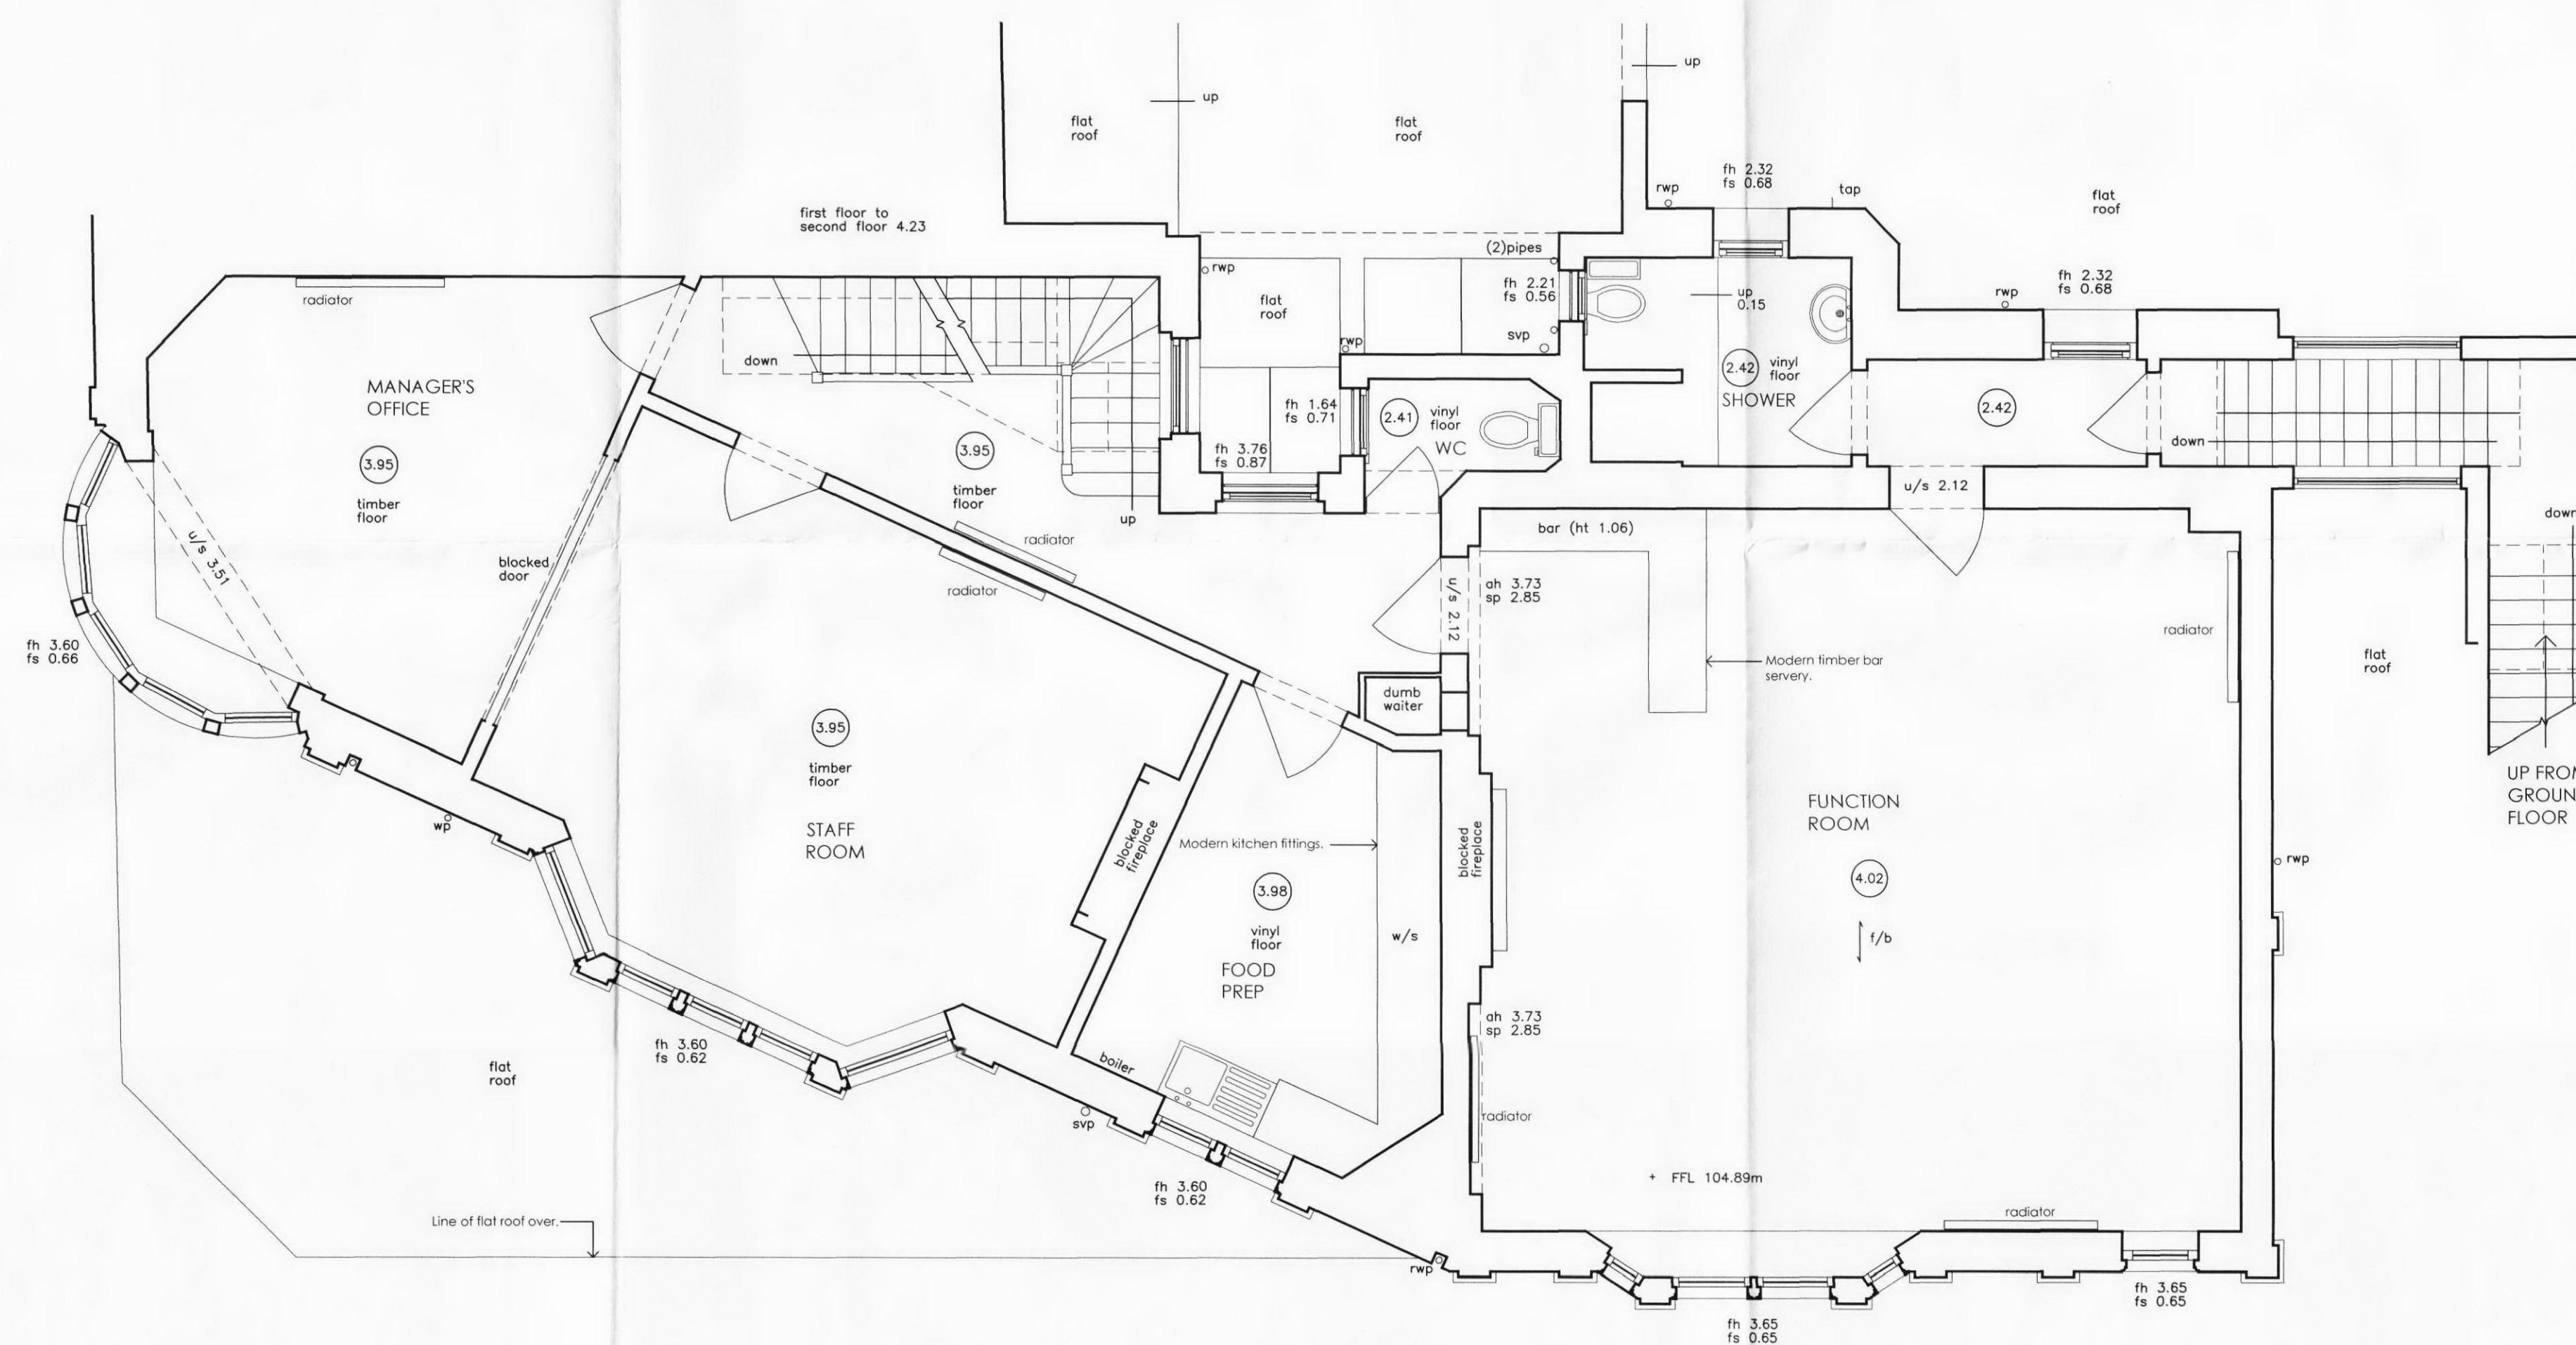 up
up
flat
roof
flat
roof
fh 2.32
fs 0.68
rwp
tap
flat
roof
first floor to
second floor 4.23
(2)pipes
rwp
fh 2.21
fs 0.56
up
0.15
fh 2.32
fs 0.68
rwp
radiator
flat
roof
svp
rwp
down
2.42
vinyl
floor
SHOWER
MANAGER'S
OFFICE
fh 1.64
fs 0.71
2.41
vinyl
floor
WC
2.42
down
3.95
timber
floor
3.95
timber
floor
fh 3.76
fs 0.87
u/s 2.12
up
down
bar (ht 1.06)
u/s 3.51
blocked
door
radiator
radiator
u/s 2.12
ah 3.73
sp 2.85
radiator
fh 3.60
fs 0.66
Modern timber bar
servery.
flat
roof
dumb
waiter
3.95
timber
floor
STAFF
ROOM
wp
blocked
fireplace
Modern kitchen fittings.
blocked
fireplace
FUNCTION
ROOM
UP FROM
GROUN
FLOOR
rwp
3.98
vinyl
floor
FOOD
PREP
w/s
4.02
f/b
fh 3.60
fs 0.62
flat
roof
ah 3.73
sp 2.85
boiler
svp
radiator
FFL 104.89m
fh 3.60
fs 0.62
Line of flat roof over.
radiator
rwp
fh 3.65
fs 0.65
fh 3.65
fs 0.65